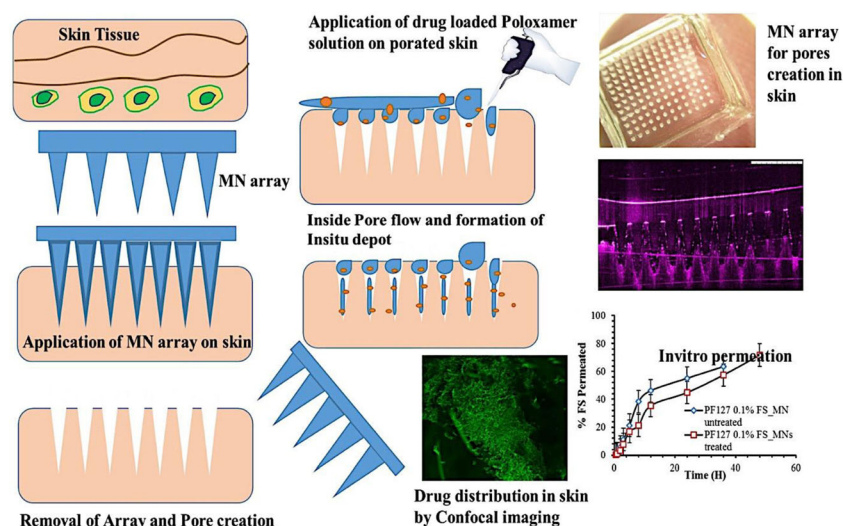 Skin Tissue
MN array
Application of MN array on skin
Removal of Array and Pore creation
Application of drug loaded Poloxamer
solution on porated skin
Inside Pore flow and formation of
Insitu depot
Drug distribution in skin
by Confocal imaging
MN array
for pores
creation in
skin
Invitro permeation
% FS Permeated
100
80
60
40
20
0
PF127 0.1% FS_MN
untreated
PF127 0.1% FS_MNs
treated
0
20
40
60
Time (H)